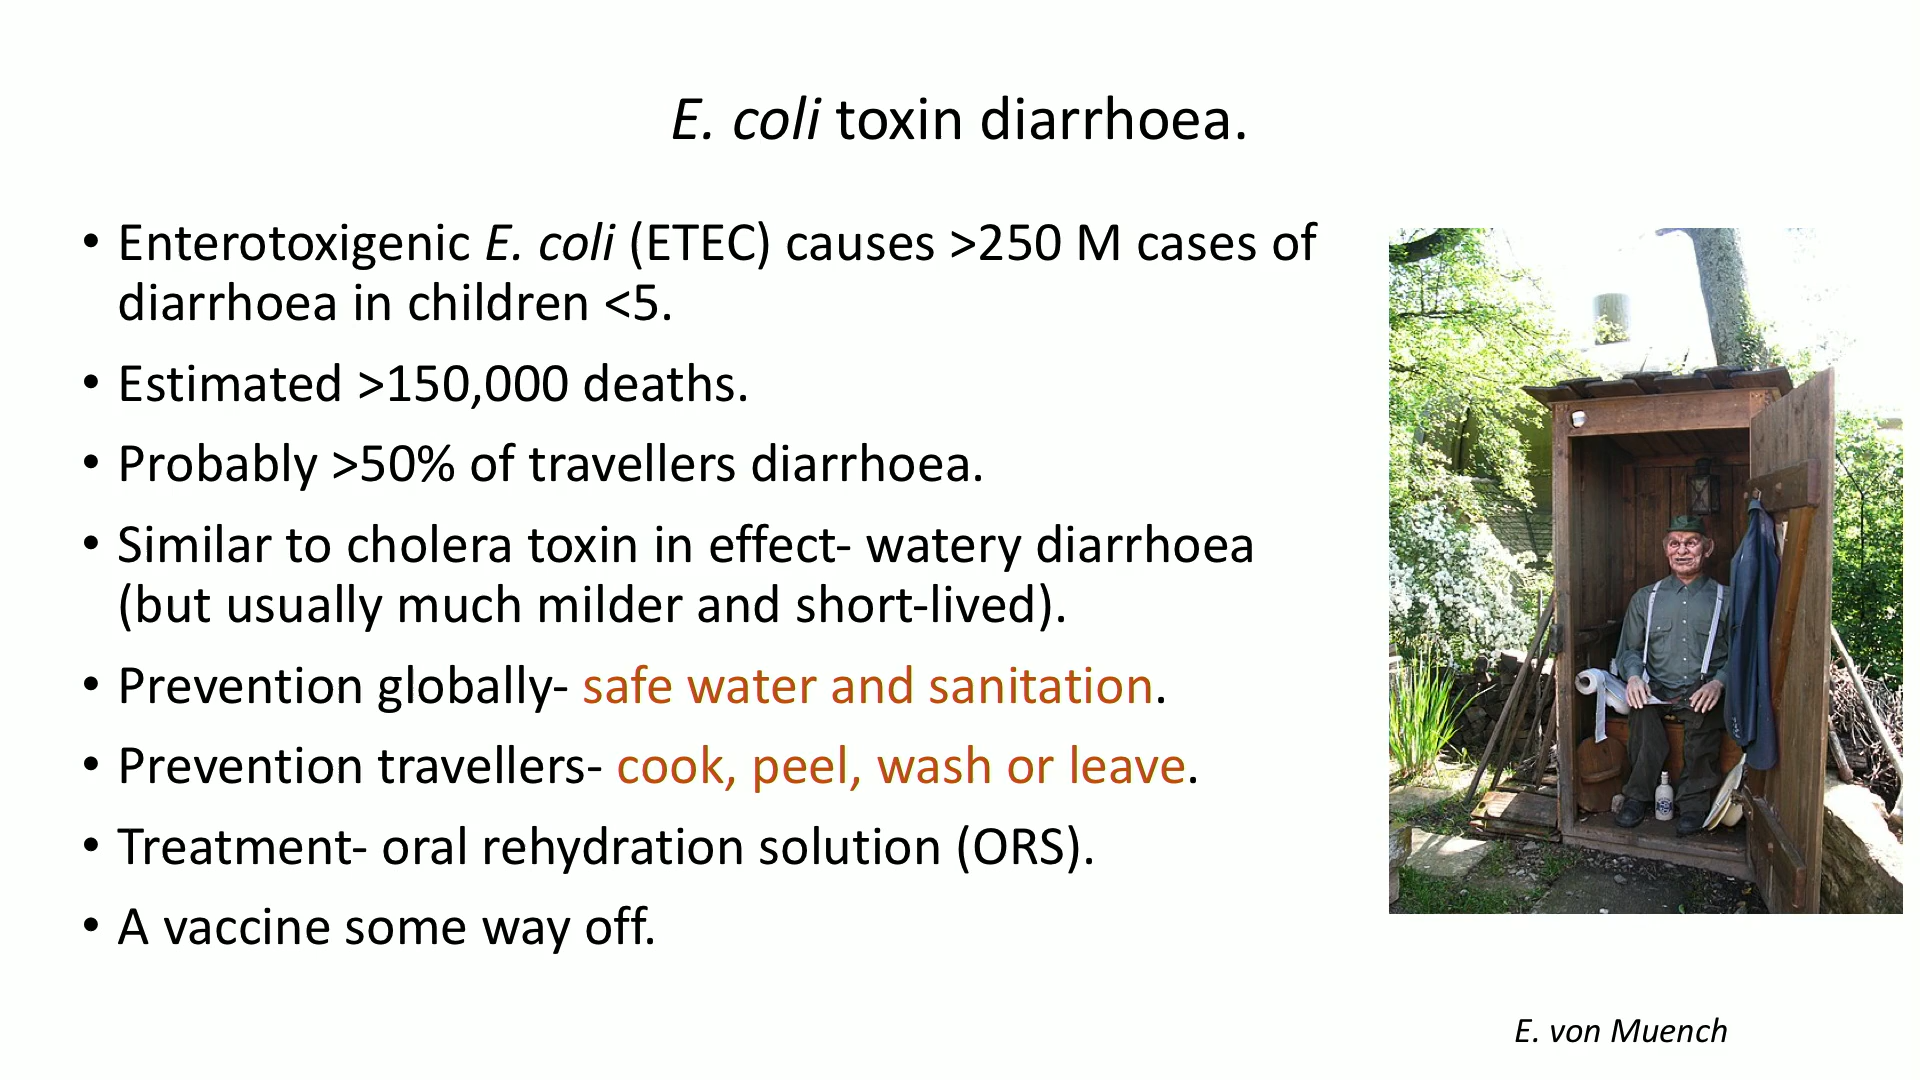 E. coli toxin diarrhoea.
• Enterotoxigenic E. coli (ETEC) causes >250 M cases of
diarrhoea in children <5.
• Estimated >150,000 deaths.
• Probably >50% of travellers diarrhoea.
• Similar to cholera toxin in effect- watery diarrhoea
(but usually much milder and short-lived).
• Prevention globally- safe water and sanitation.
• Prevention travellers- cook, peel, wash or leave.
• Treatment- oral rehydration solution (ORS).
• A vaccine some way off.
E. von Muench